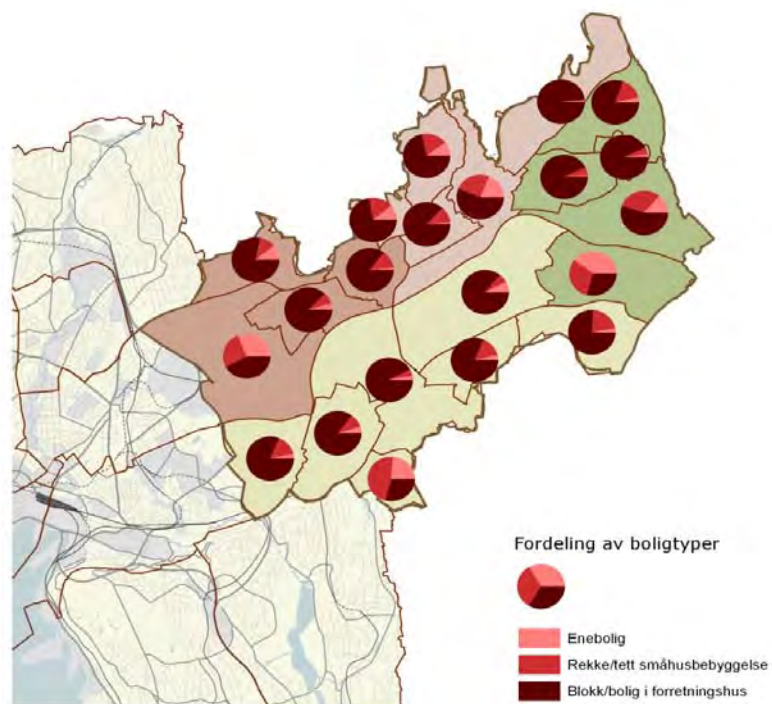 Fordeling av boligtyper
Enebolig
Rekke/tett småhusbebyggelse
Blokk/bolig i forretningshus